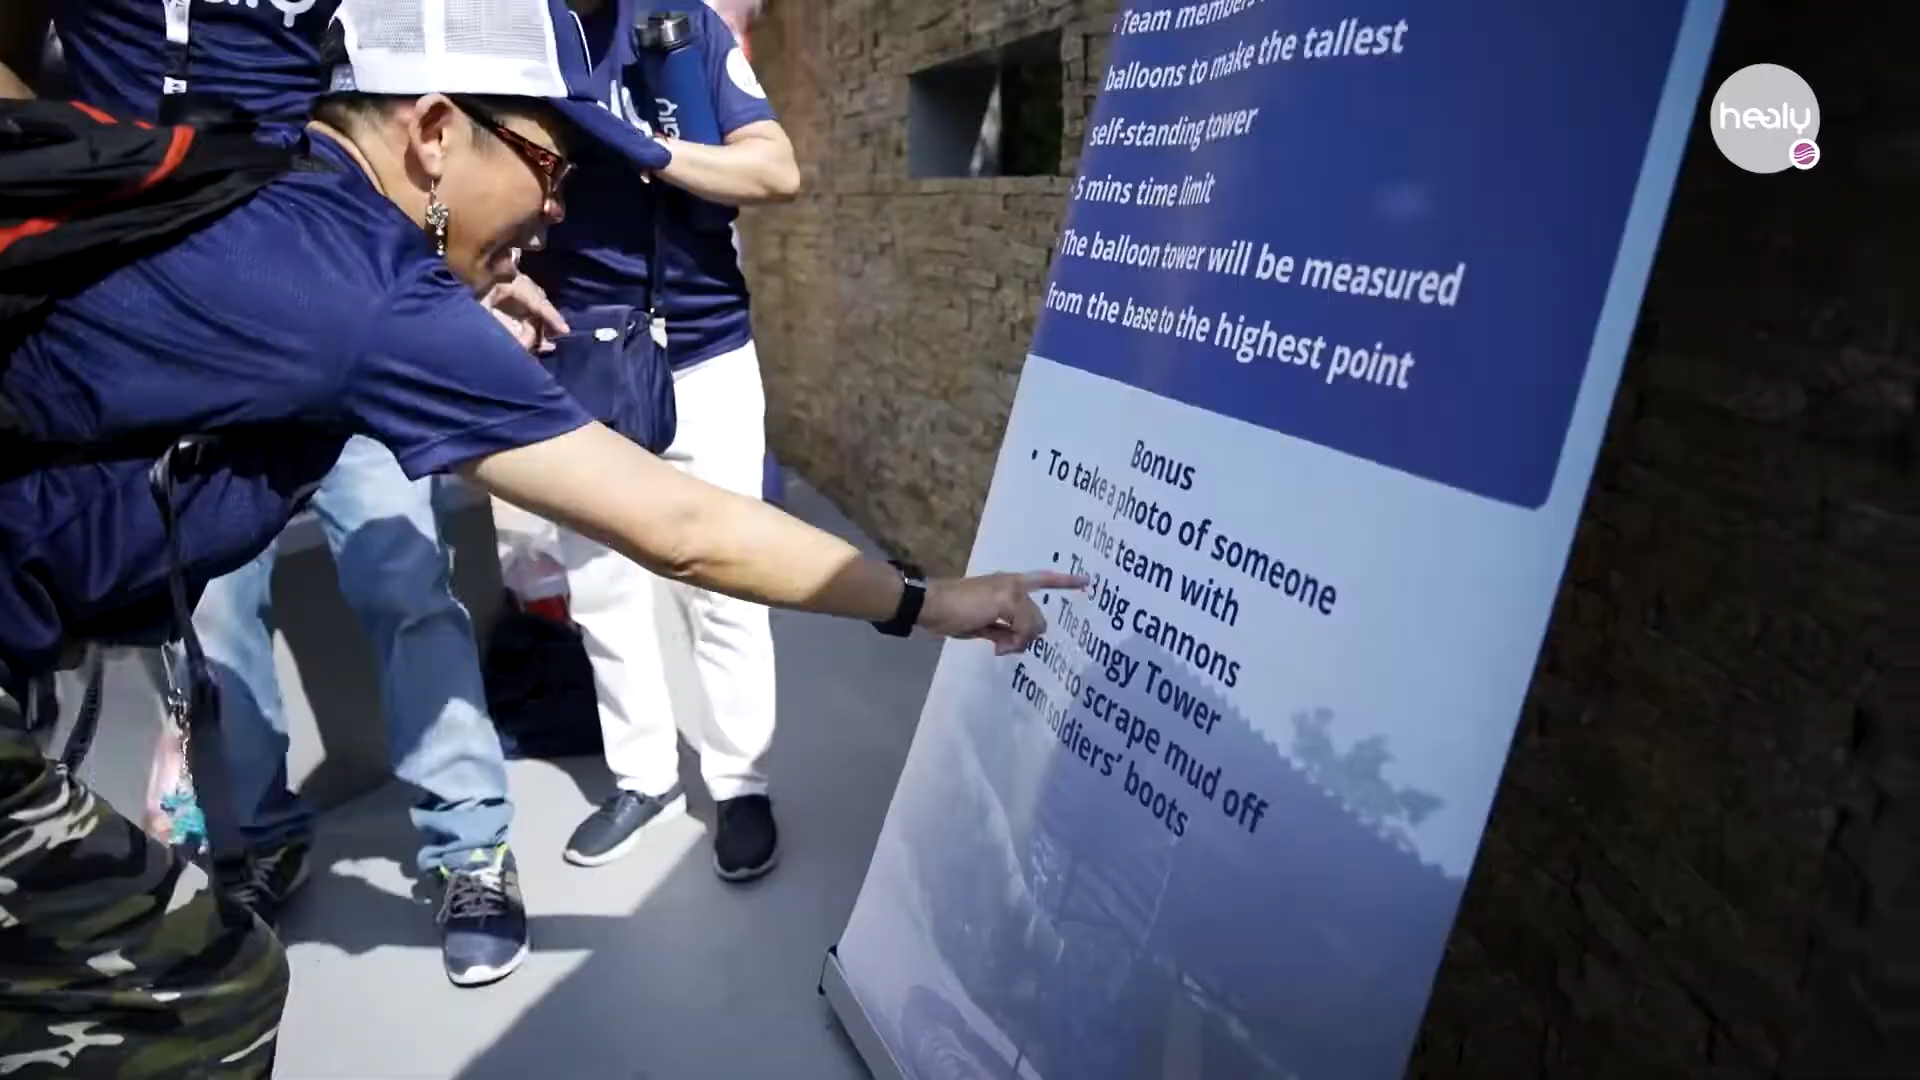 Team members
balloons to make the tallest
self-standing tower
5 mins time limit
The balloon tower will be measured
from the base to the highest point
Bonus
• To take a photo of someone
on the team with
• The 3 big cannons
• The Bungy Tower
device to scrape mud off
from soldiers' boots
healy